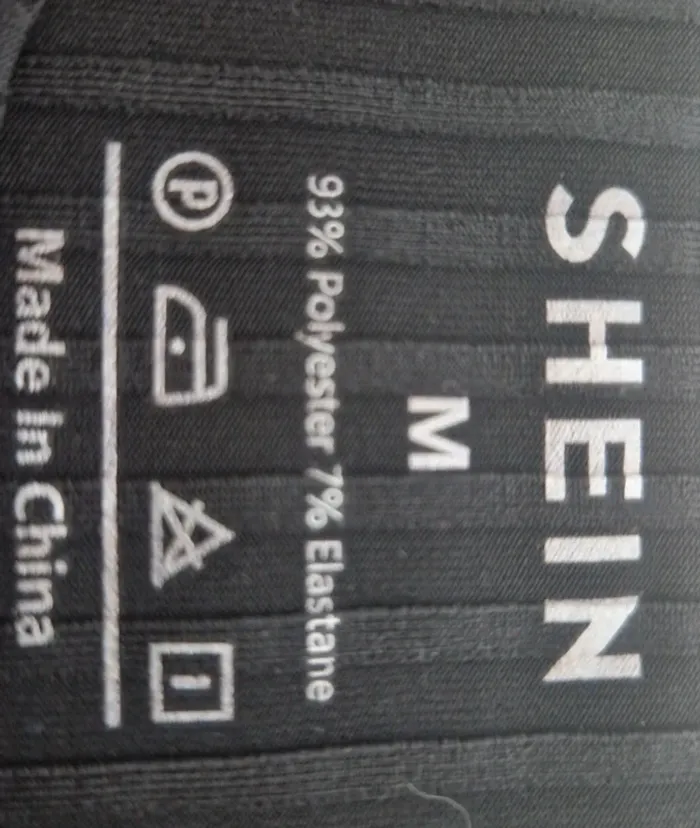 SHEIN
M
93% Polyester 7% Elastane
P
Made in China